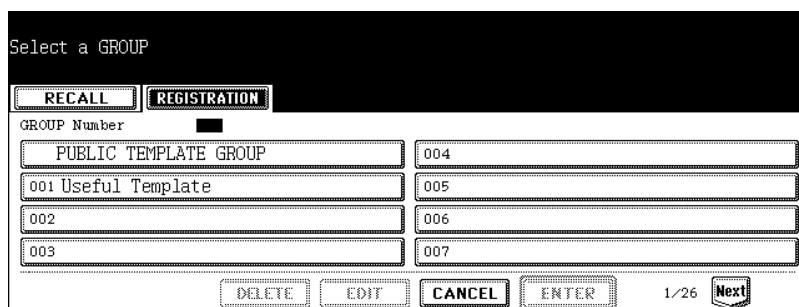 Select a GROUP
RECALL REGISTRATION
GROUP Number
PUBLIC TEMPLATE GROUP 004
001 Useful Template 005
002 006
003 007
DELETE EDIT CANCEL ENTER 1/26 Next